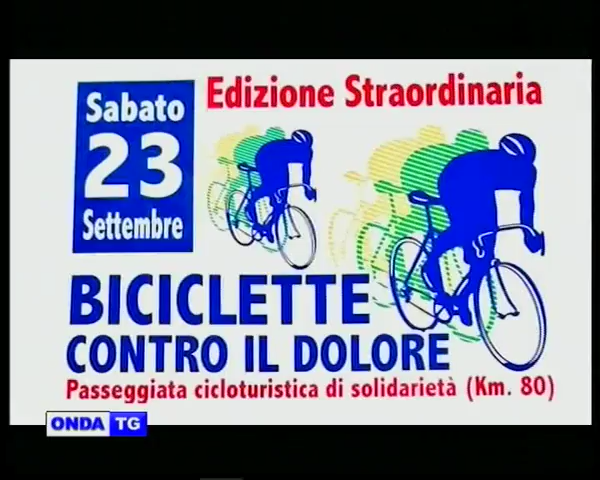 Sabato
23
Settembre
Edizione Straordinaria
BICICLETTE
CONTRO IL DOLORE
Passeggiata cicloturistica di solidarietà (Km. 80)
ONDA TG